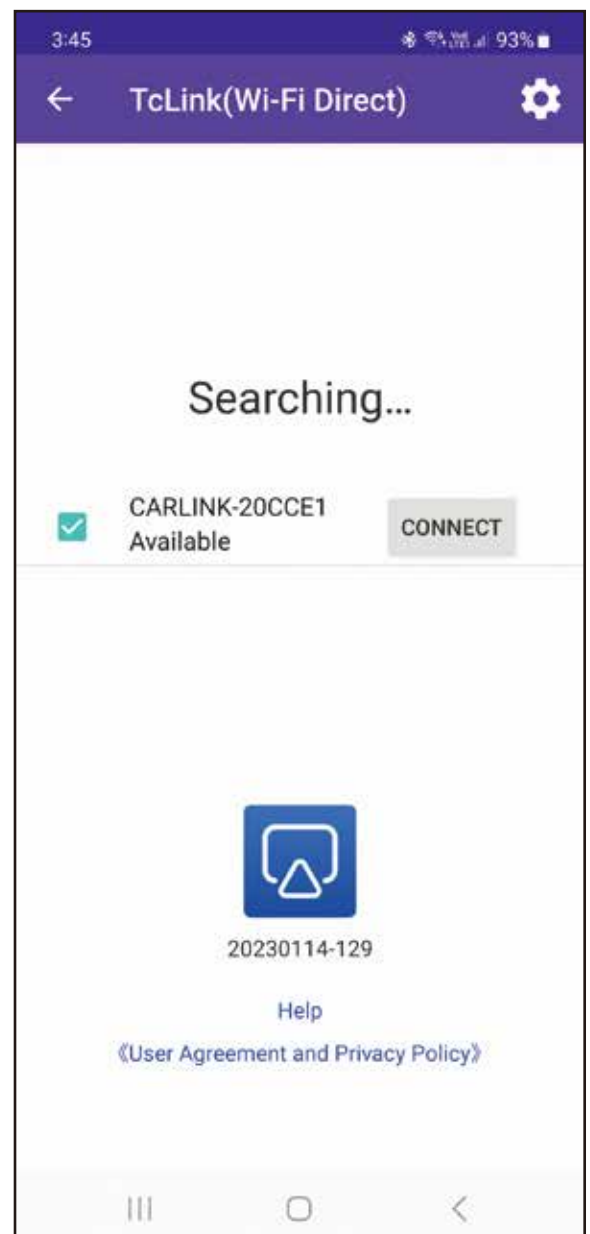 3:45 93%
TcLink(Wi-Fi Direct)
Searching...
CARLINK-20CCE1
Available
CONNECT
20230114-129
Help
《User Agreement and Privacy Policy》